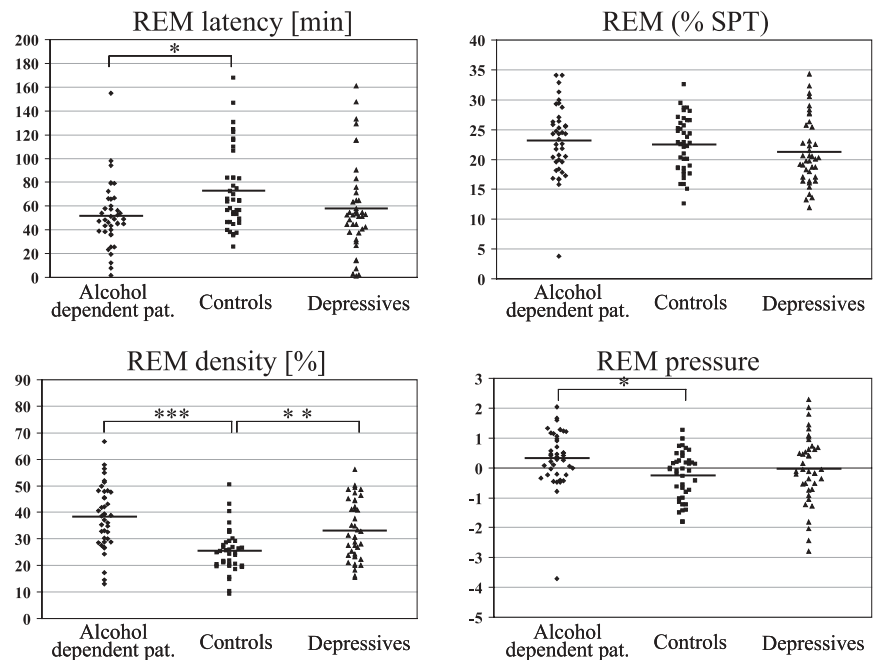 REM latency [min]
200
180
160
140
120
100
80
60
40
20
0
*
Alcohol
dependent pat.
Controls
Depressives
REM (% SPT)
40
35
30
25
20
15
10
5
0
Alcohol
dependent pat.
Controls
Depressives
REM density [%]
90
80
70
60
50
40
30
20
10
0
***
* *
Alcohol
dependent pat.
Controls
Depressives
REM pressure
3
2
1
0
-1
-2
-3
-4
-5
*
Alcohol
dependent pat.
Controls
Depressives